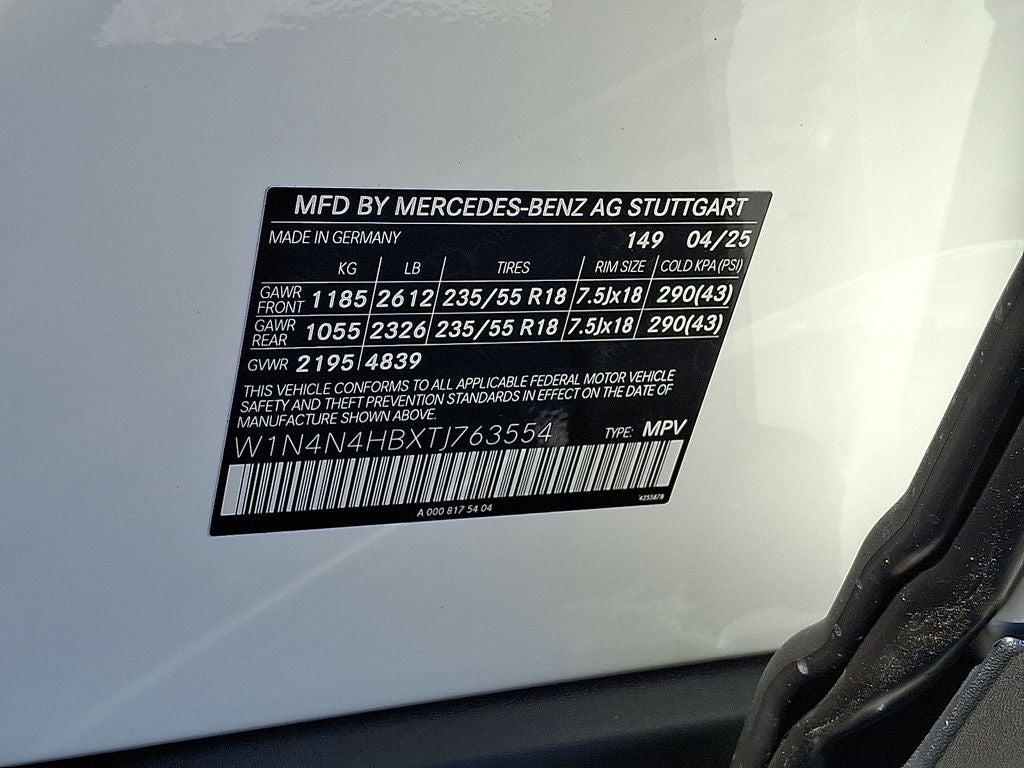 MFD BY MERCEDES-BENZ AG STUTTGART
MADE IN GERMANY 149 04/25
KG LB TIRES RIM SIZE COLD KPA (PSI)
GAWR FRONT 1185 2612 235/55 R18 7.5Jx18 290(43)
GAWR REAR 1055 2326 235/55 R18 7.5Jx18 290(43)
GVWR 2195 4839
THIS VEHICLE CONFORMS TO ALL APPLICABLE FEDERAL MOTOR VEHICLE
SAFETY AND THEFT PREVENTION STANDARDS IN EFFECT ON THE DATE OF
MANUFACTURE SHOWN ABOVE.
W1N4N4HBXTJ763554 TYPE: MPV
4255878
A 000 817 54 04